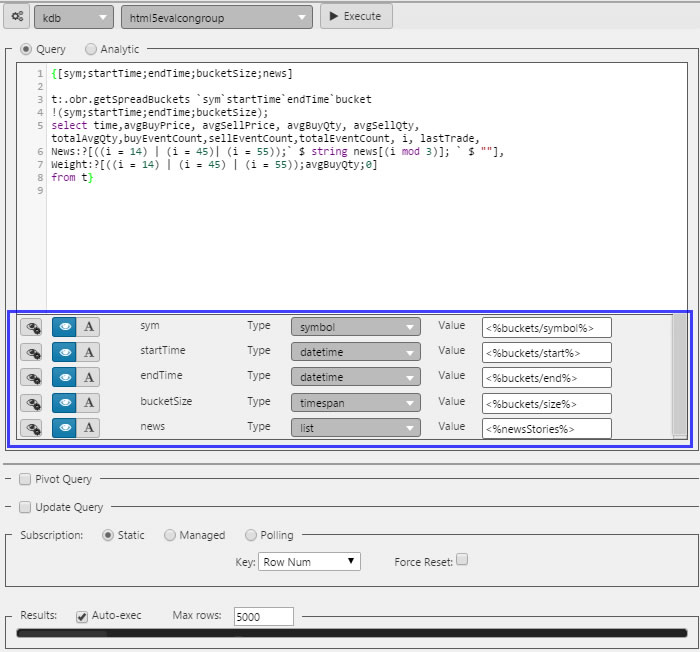 kdb html5evalcongroup Execute
Query Analytic
1 {[sym;startTime;endTime;bucketSize;news]
2
3 t:.obr.getSpreadBuckets `sym`startTime`endTime`bucket
4 !(sym;startTime;endTime;bucketSize);
5 select time,avgBuyPrice, avgSellPrice, avgBuyQty, avgSellQty,
totalAvgQty,buyEventCount,sellEventCount,totalEventCount, i, lastTrade,
6 News:?[((i = 14) | (i = 45)| (i = 55));` $ string news[(i mod 3)]; ` $ ""],
7 Weight:?[((i = 14) | (i = 45) | (i = 55));avgBuyQty;0]
8 from t}
9
A sym Type symbol Value <%buckets/symbol%>
A startTime Type datetime Value <%buckets/start%>
A endTime Type datetime Value <%buckets/end%>
A bucketSize Type timespan Value <%buckets/size%>
A news Type list Value <%newsStories%>
Pivot Query
Update Query
Subscription: Static Managed Polling
Key: Row Num Force Reset:
Results: Auto-exec Max rows: 5000